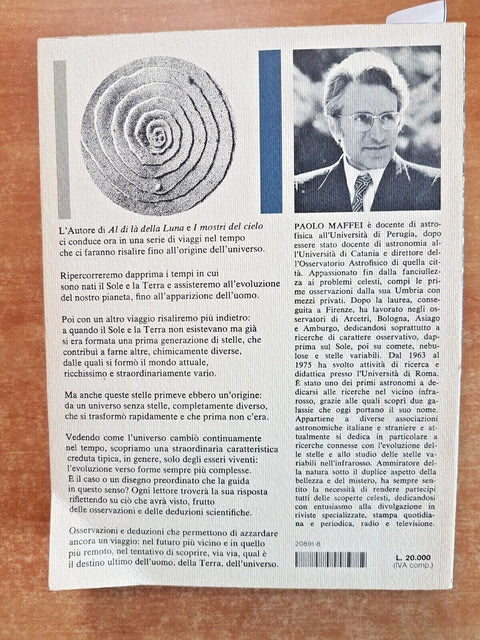 L'Autore di Al di là della Luna e I mostri del cielo
ci conduce ora in una serie di viaggi nel tempo
che ci faranno risalire fino all'origine dell'universo.
Ripercorreremo dapprima i tempi in cui
sono nati il Sole e la Terra e assisteremo all'evoluzione
del nostro pianeta, fino all'apparizione dell'uomo.
Poi con un altro viaggio risaliremo più indietro:
a quando il Sole e la Terra non esistevano ma già
si era formata una prima generazione di stelle, che
contribuì a farne altre, chimicamente diverse,
dalle quali si formò il mondo attuale,
ricchissimo e straordinariamente vario.
Ma anche queste stelle primeve ebbero un'origine:
da un universo senza stelle, completamente diverso,
che si trasformò rapidamente e che prima non c'era.
Vedendo come l'universo cambiò continuamente
nel tempo, scopriamo una straordinaria caratteristica
creduta tipica, in genere, solo degli esseri viventi:
l'evoluzione verso forme sempre più complesse.
È il caso o un disegno preordinato che la guida
in questo senso? Ogni lettore troverà la sua risposta
riflettendo su ciò che avrà visto, frutto
delle osservazioni e delle deduzioni scientifiche.
Osservazioni e deduzioni che permettono di azzardare
ancora un viaggio: nel futuro più vicino e in quello
più remoto, nel tentativo di scoprire, via via, qual è
il destino ultimo dell'uomo, della Terra, dell'universo.
PAOLO MAFFEI è docente di astro-
fisica all'Università di Perugia, dopo
essere stato docente di astronomia al-
l'Università di Catania e direttore del-
l'Osservatorio Astrofisico di quella cit-
tà. Appassionato fin dalla fanciullez-
za ai problemi celesti, compì le pri-
me osservazioni dalla sua Umbria con
mezzi privati. Dopo la laurea, conse-
guita a Firenze, ha lavorato negli os-
servatori di Arcetri, Bologna, Asiago
e Amburgo, dedicandosi soprattutto a
ricerche di carattere osservativo, dap-
prima sul Sole, poi su comete, nebu-
lose e stelle variabili. Dal 1963 al
1975 ha svolto attività di ricerca e
didattica presso l'Università di Roma.
È stato uno dei primi astronomi a de-
dicarsi alle ricerche nel vicino infra-
rosso, grazie alle quali scoprì due ga-
lassie che oggi portano il suo nome.
Appartiene a diverse associazioni
astronomiche italiane e straniere e at-
tualmente si dedica in particolare a
ricerche connesse con l'evoluzione del-
le stelle e allo studio delle stelle va-
riabili nell'infrarosso. Ammiratore del-
la natura sotto il duplice aspetto della
bellezza e del mistero, ha sempre sen-
tito la necessità di rendere partecipi
tutti delle scoperte celesti, dedicandosi
con entusiasmo alla divulgazione in
riviste specializzate, stampa quotidia-
na e periodica, radio e televisione.
20891-8
L. 20.000
(IVA comp.)